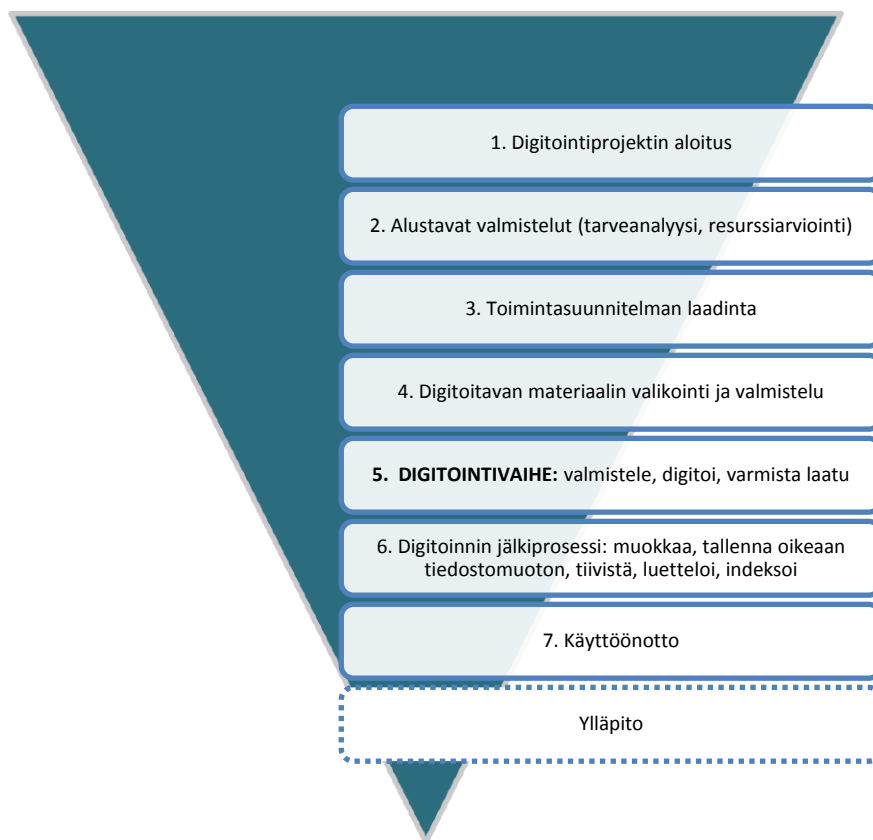 1. Digitointiprojektin aloitus
2. Alustavat valmistelut (tarveanalyysi, resurssiarviointi)
3. Toimintasuunnitelman laadinta
4. Digitoitavan materiaalin valikointi ja valmistelu
5. DIGITOINTIVAIHE: valmistele, digitoi, varmista laatu
6. Digitoinnin jälkiprosessi: muokkaa, tallenna oikeaan
tiedostomuoton, tiivistä, luetteloi, indeksoi
7. Käyttöönotto
Ylläpito